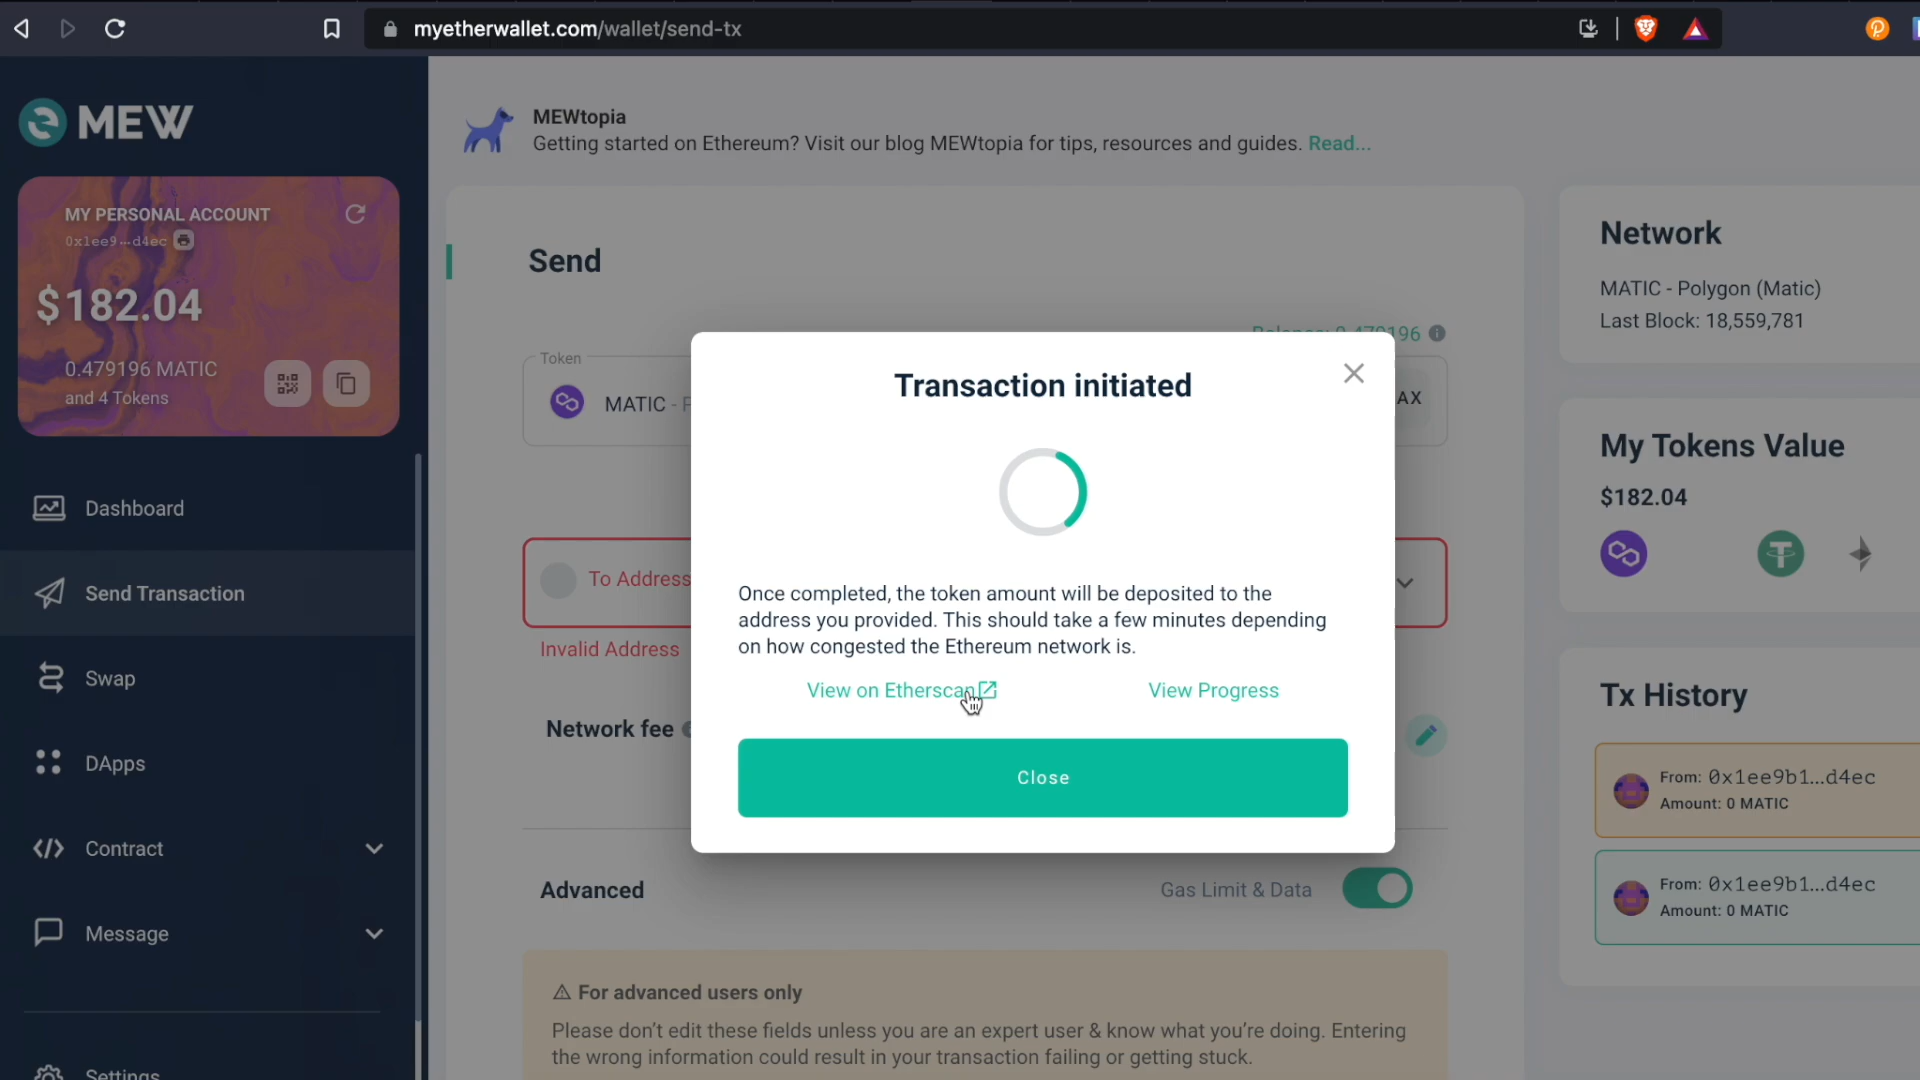 myetherwallet.com/wallet/send-tx
MEW
MEWtopia
Getting started on Ethereum? Visit our blog MEWtopia for tips, resources and guides. Read...
MY PERSONAL ACCOUNT
0x1ee9...d4ec
$182.04
0.479196 MATIC
and 4 Tokens
Dashboard
Send Transaction
Swap
DApps
Contract
Message
Settings
Send
Balance: 0.479196
Token
MATIC -
AX
To Address
Invalid Address
Transaction initiated
Once completed, the token amount will be deposited to the
address you provided. This should take a few minutes depending
on how congested the Ethereum network is.
View on Etherscan
View Progress
Close
Network fee
Advanced
Gas Limit & Data
For advanced users only
Please don't edit these fields unless you are an expert user & know what you're doing. Entering
the wrong information could result in your transaction failing or getting stuck.
Network
MATIC - Polygon (Matic)
Last Block: 18,559,781
My Tokens Value
$182.04
Tx History
From: 0x1ee9b1...d4ec
Amount: 0 MATIC
From: 0x1ee9b1...d4ec
Amount: 0 MATIC